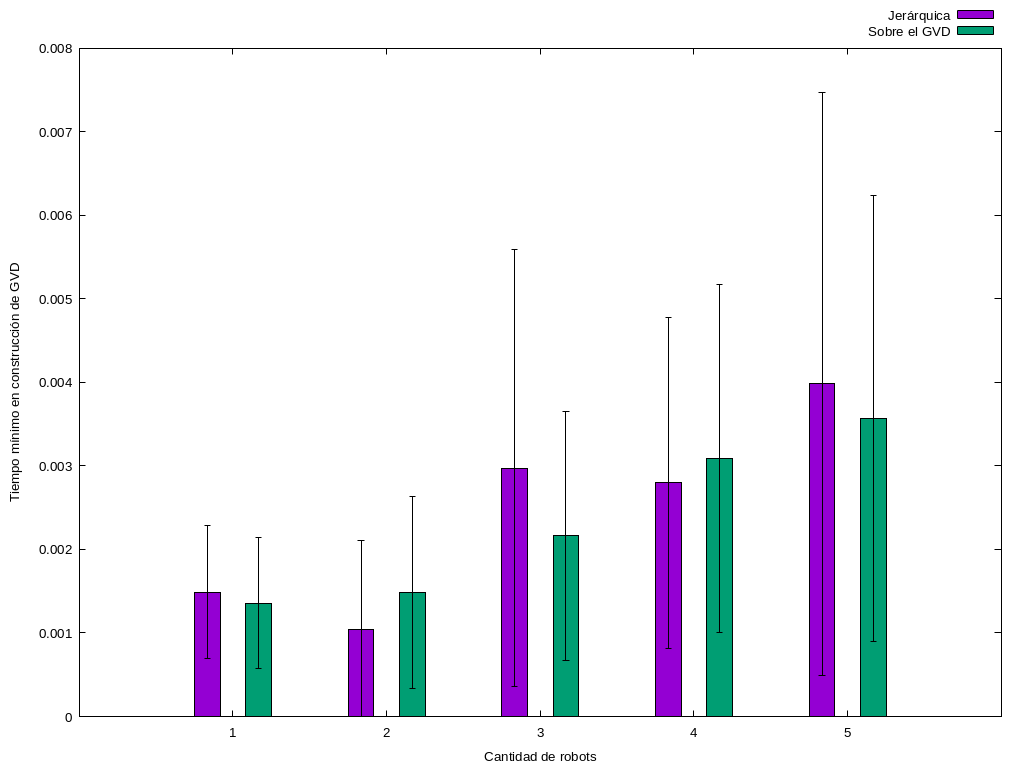 Jerárquica
Sobre el GVD
0.008
0.007
0.006
0.005
0.004
0.003
0.002
0.001
0
Tiempo mínimo en construcción de GVD
1 2 3 4 5
Cantidad de robots